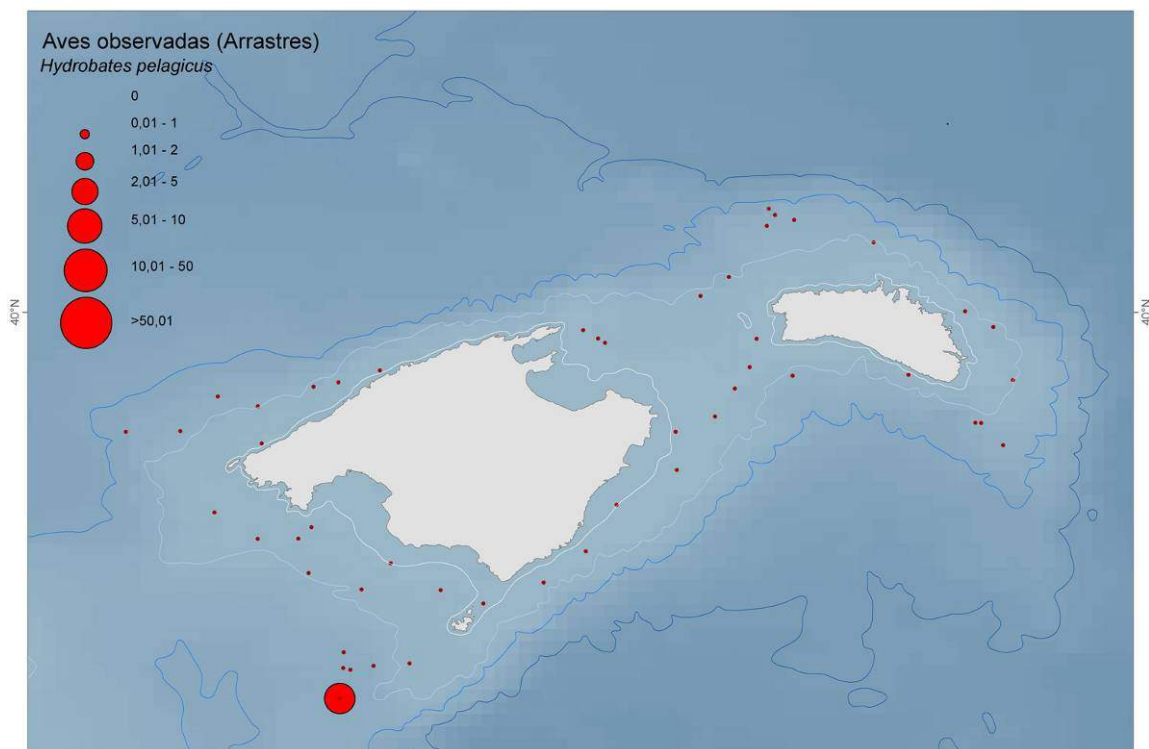 Aves observadas (Arrastres)
Hydrobates pelagicus
0
0,01 - 1
1,01 - 2
2,01 - 5
5,01 - 10
10,01 - 50
>50,01
40°N
40°N